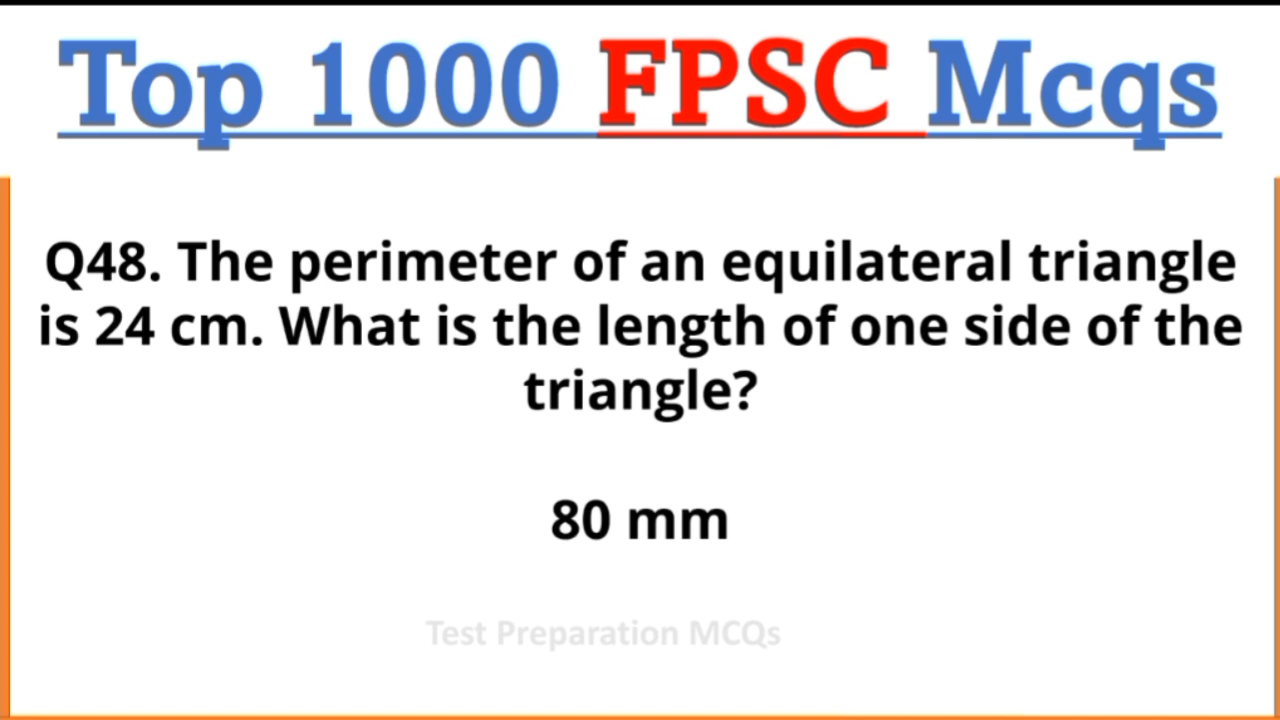 Top 1000 FPSC Mcqs
Q48. The perimeter of an equilateral triangle
is 24 cm. What is the length of one side of the
triangle?
80 mm
Test Preparation MCQs